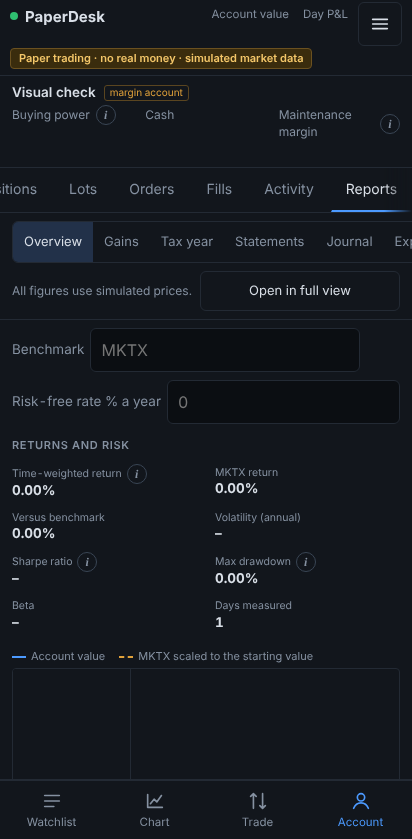 PaperDesk
Account value Day P&L
Paper trading · no real money · simulated market data
Visual check margin account
Buying power i Cash Maintenance margin i
sitions Lots Orders Fills Activity Reports
Overview Gains Tax year Statements Journal Exp
All figures use simulated prices. Open in full view
Benchmark MKTX
Risk-free rate % a year 0
RETURNS AND RISK
Time-weighted return i MKTX return
0.00% 0.00%
Versus benchmark Volatility (annual)
0.00% –
Sharpe ratio i Max drawdown i
– 0.00%
Beta Days measured
– 1
Account value MKTX scaled to the starting value
Watchlist Chart Trade Account